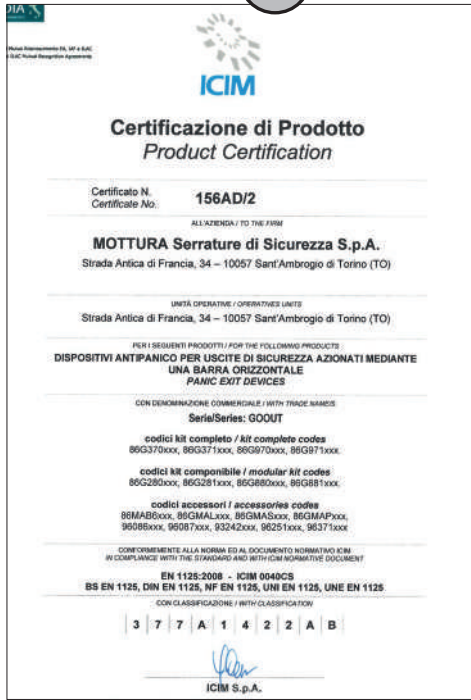 DIA
Mutual Recognition Agreements
ICIM
Certificazione di Prodotto
Product Certification
Certificato N.
Certificate No.
156AD/2
ALL'AZIENDA / TO THE FIRM
MOTTURA Serrature di Sicurezza S.p.A.
Strada Antica di Francia, 34 – 10057 Sant'Ambrogio di Torino (TO)
UNITÀ OPERATIVE / OPERATIVES UNITS
Strada Antica di Francia, 34 – 10057 Sant'Ambrogio di Torino (TO)
PER I SEGUENTI PRODOTTI / FOR THE FOLLOWING PRODUCTS
DISPOSITIVI ANTIPANICO PER USCITE DI SICUREZZA AZIONATI MEDIANTE
UNA BARRA ORIZZONTALE
PANIC EXIT DEVICES
CON DENOMINAZIONE COMMERCIALE / WITH TRADE NAMEIS
Serie/Series: GOOUT
codici kit completo / kit complete codes
86G370xxx, 86G371xxx, 86G970xxx, 86G971xxx.
codici kit componibile / modular kit codes
86G280xxx, 86G281xxx, 86G880xxx, 86G881xxx.
codici accessori / accessories codes
86MAB6xxx, 86GMALxxx, 86GMASxxx, 86GMAPxxx,
96086xxx, 96087xxx, 93242xxx, 96251xxx, 96371xxx
CONFORMEMENTE ALLA NORMA ED AL DOCUMENTO NORMATIVO ICIM
IN COMPLIANCE WITH THE STANDARD AND WITH ICIM NORMATIVE DOCUMENT
EN 1125:2008 - ICIM 0040CS
BS EN 1125, DIN EN 1125, NF EN 1125, UNI EN 1125, UNE EN 1125
CON CLASSIFICAZIONE / WITH CLASSIFICATION
3 7 7 A 1 4 2 2 A B
ICIM S.p.A.